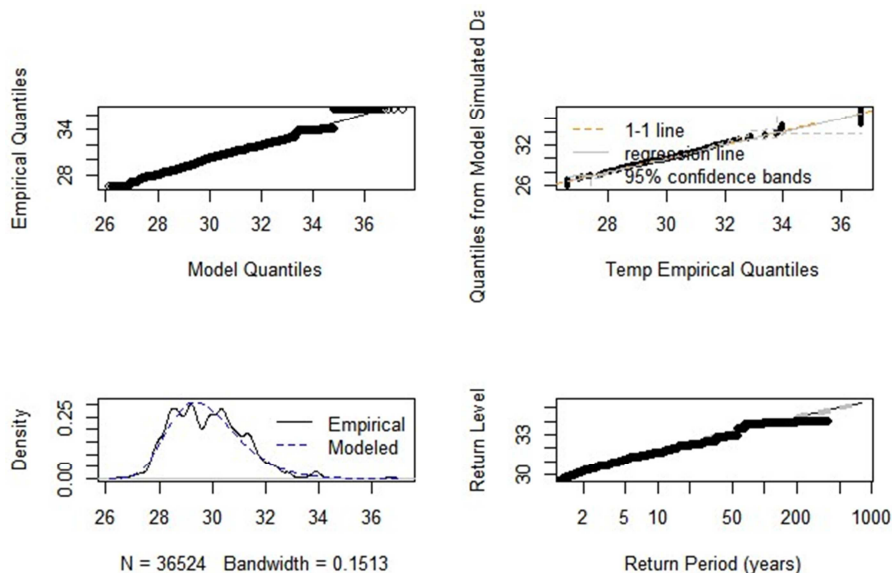 Empirical Quantiles
34
28
26 28 30 32 34 36
Model Quantiles
Quantiles from Model Simulated Da
32
26
1-1 line
regression line
95% confidence bands
28 30 32 34 36
Temp Empirical Quantiles
Density
0.25
0.00
Empirical
Modeled
26 28 30 32 34 36
N = 36524 Bandwidth = 0.1513
Return Level
33
30
2 5 10 50 200 1000
Return Period (years)